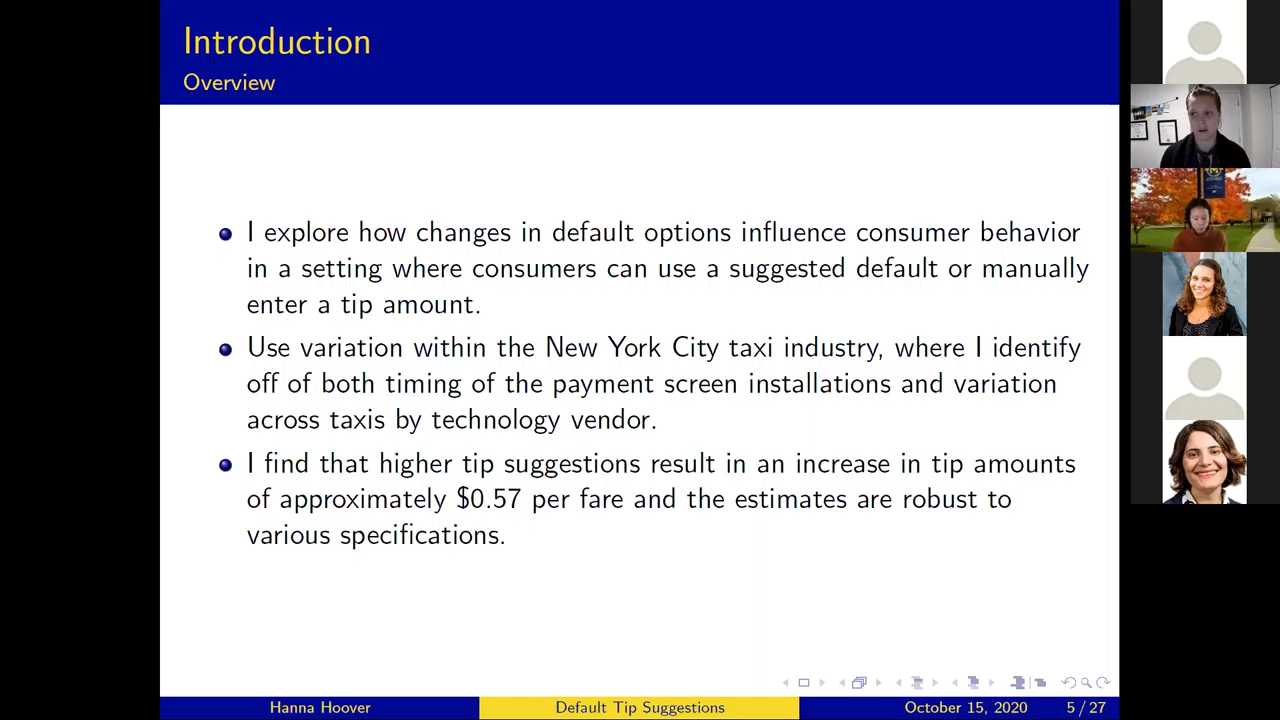 Introduction
Overview
I explore how changes in default options influence consumer behavior
in a setting where consumers can use a suggested default or manually
enter a tip amount.
Use variation within the New York City taxi industry, where I identify
off of both timing of the payment screen installations and variation
across taxis by technology vendor.
I find that higher tip suggestions result in an increase in tip amounts
of approximately $0.57 per fare and the estimates are robust to
various specifications.
Hanna Hoover
Default Tip Suggestions
October 15, 2020
5 / 27